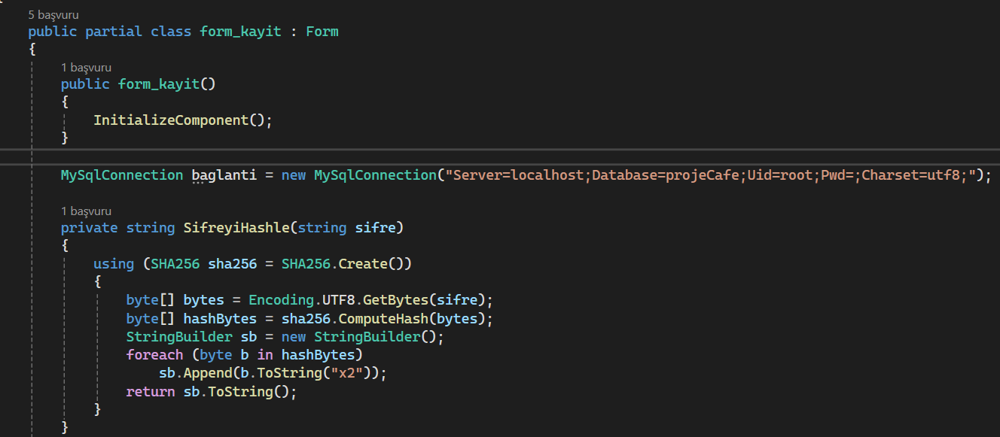 {
5 başvuru
public partial class form_kayit : Form
{
1 başvuru
public form_kayit()
{
InitializeComponent();
}
MySqlConnection baglanti = new MySqlConnection("Server=localhost;Database=projeCafe;Uid=root;Pwd=;Charset=utf8;");
1 başvuru
private string SifreyiHashle(string sifre)
{
using (SHA256 sha256 = SHA256.Create())
{
byte[] bytes = Encoding.UTF8.GetBytes(sifre);
byte[] hashBytes = sha256.ComputeHash(bytes);
StringBuilder sb = new StringBuilder();
foreach (byte b in hashBytes)
sb.Append(b.ToString("x2"));
return sb.ToString();
}
}